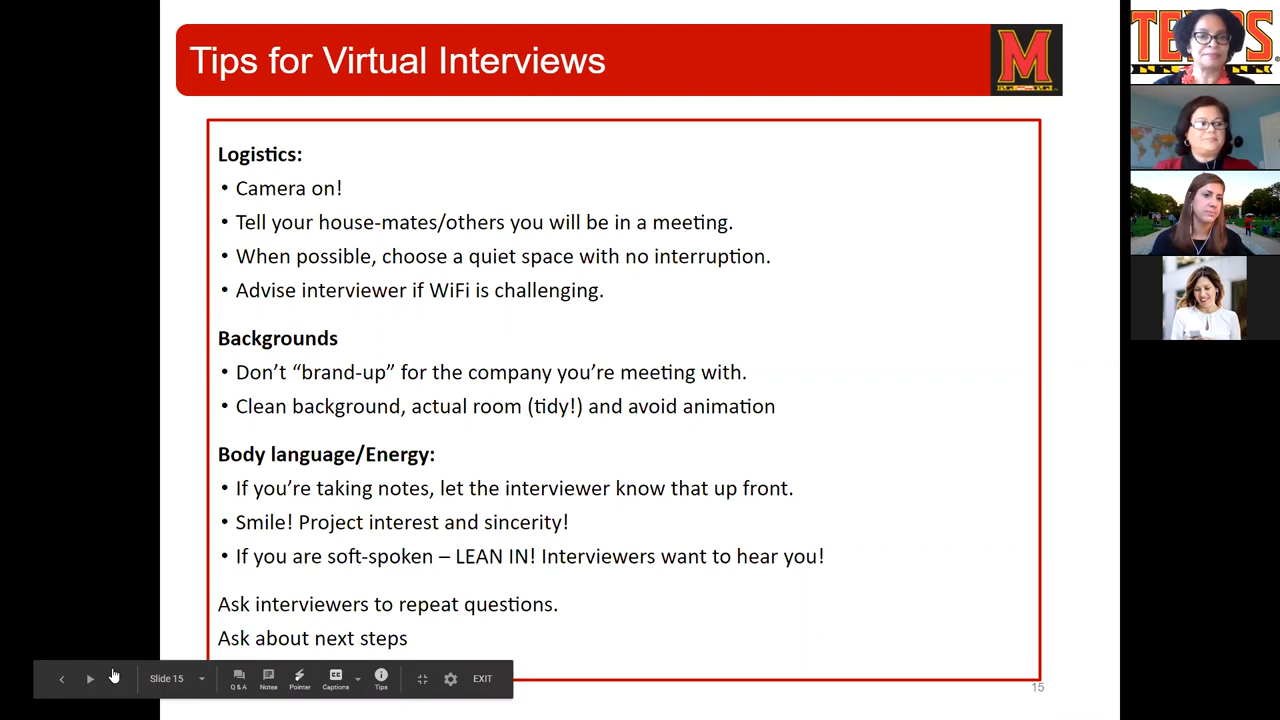 Tips for Virtual Interviews
M
Logistics:
• Camera on!
• Tell your house-mates/others you will be in a meeting.
• When possible, choose a quiet space with no interruption.
• Advise interviewer if WiFi is challenging.
Backgrounds
• Don’t “brand-up” for the company you’re meeting with.
• Clean background, actual room (tidy!) and avoid animation
Body language/Energy:
• If you’re taking notes, let the interviewer know that up front.
• Smile! Project interest and sincerity!
• If you are soft-spoken – LEAN IN! Interviewers want to hear you!
Ask interviewers to repeat questions.
Ask about next steps
15
Slide 15
Q & A
Notes
Pointer
Captions
Tips
EXIT